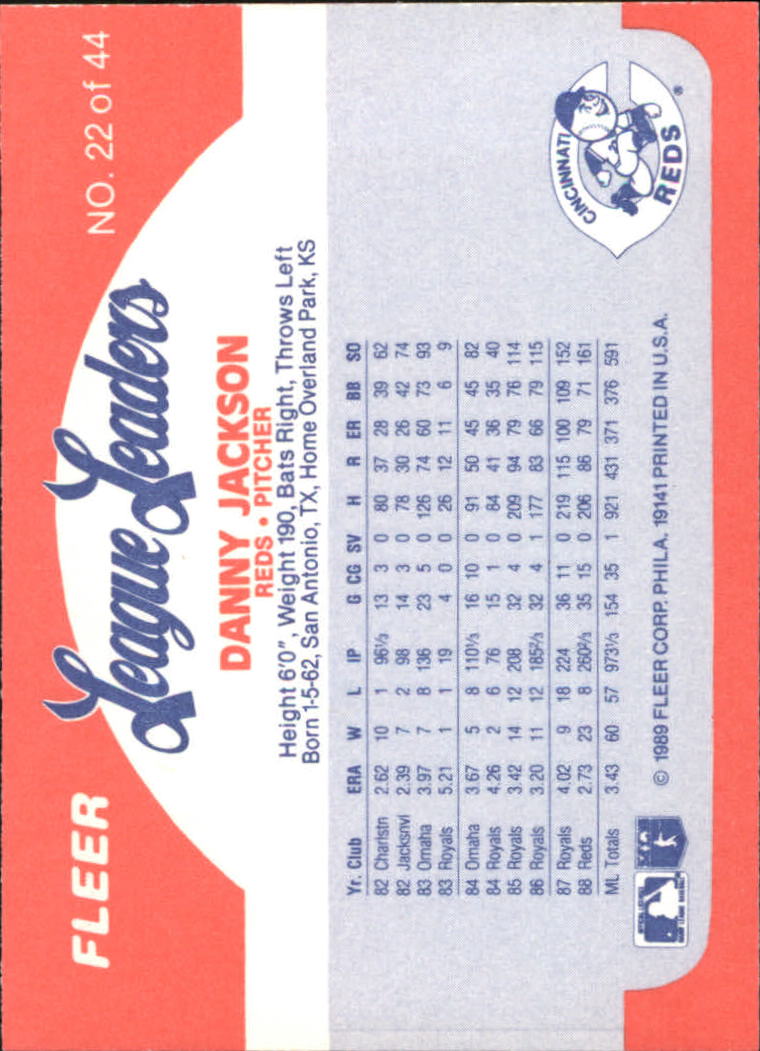 FLEER
League Leaders
NO. 22 of 44
DANNY JACKSON
REDS • PITCHER
Height 6'0", Weight 190, Bats Right, Throws Left
Born 1-5-62, San Antonio, TX, Home Overland Park, KS
Yr. Club ERA W L IP G CG SV H R ER BB SO
82 Charlstn 2.62 10 1 96⅓ 13 3 0 80 37 28 39 62
82 Jacksnvl 2.39 7 2 98 14 3 0 78 30 26 42 74
83 Omaha 3.97 7 8 136 23 5 0 126 74 60 73 93
83 Royals 5.21 1 1 19 4 0 0 26 12 11 6 9
84 Omaha 3.67 5 8 110⅓ 16 10 0 91 50 45 45 82
84 Royals 4.26 2 6 76 15 1 0 84 41 36 35 40
85 Royals 3.42 14 12 208 32 4 0 209 94 79 76 114
86 Royals 3.20 11 12 185⅔ 32 4 1 177 83 66 79 115
87 Royals 4.02 9 18 224 36 11 0 219 115 100 109 152
88 Reds 2.73 23 8 260⅔ 35 15 0 206 86 79 71 161
ML Totals 3.43 60 57 973⅓ 154 35 1 921 431 371 376 591
© 1989 FLEER CORP. PHILA. 19141 PRINTED IN U.S.A.
CINCINNATI
REDS
®